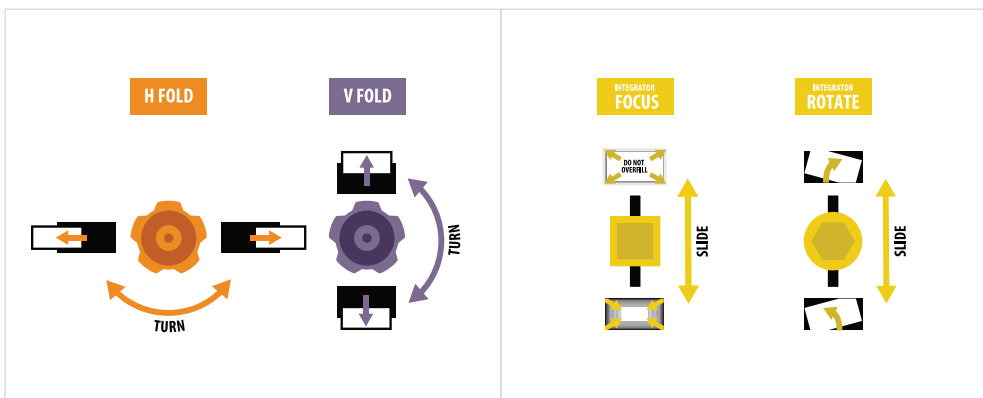 H FOLD
V FOLD
TURN
TURN
INTEGRATOR
FOCUS
INTEGRATOR
ROTATE
DO NOT
OVERFILL
SLIDE
SLIDE